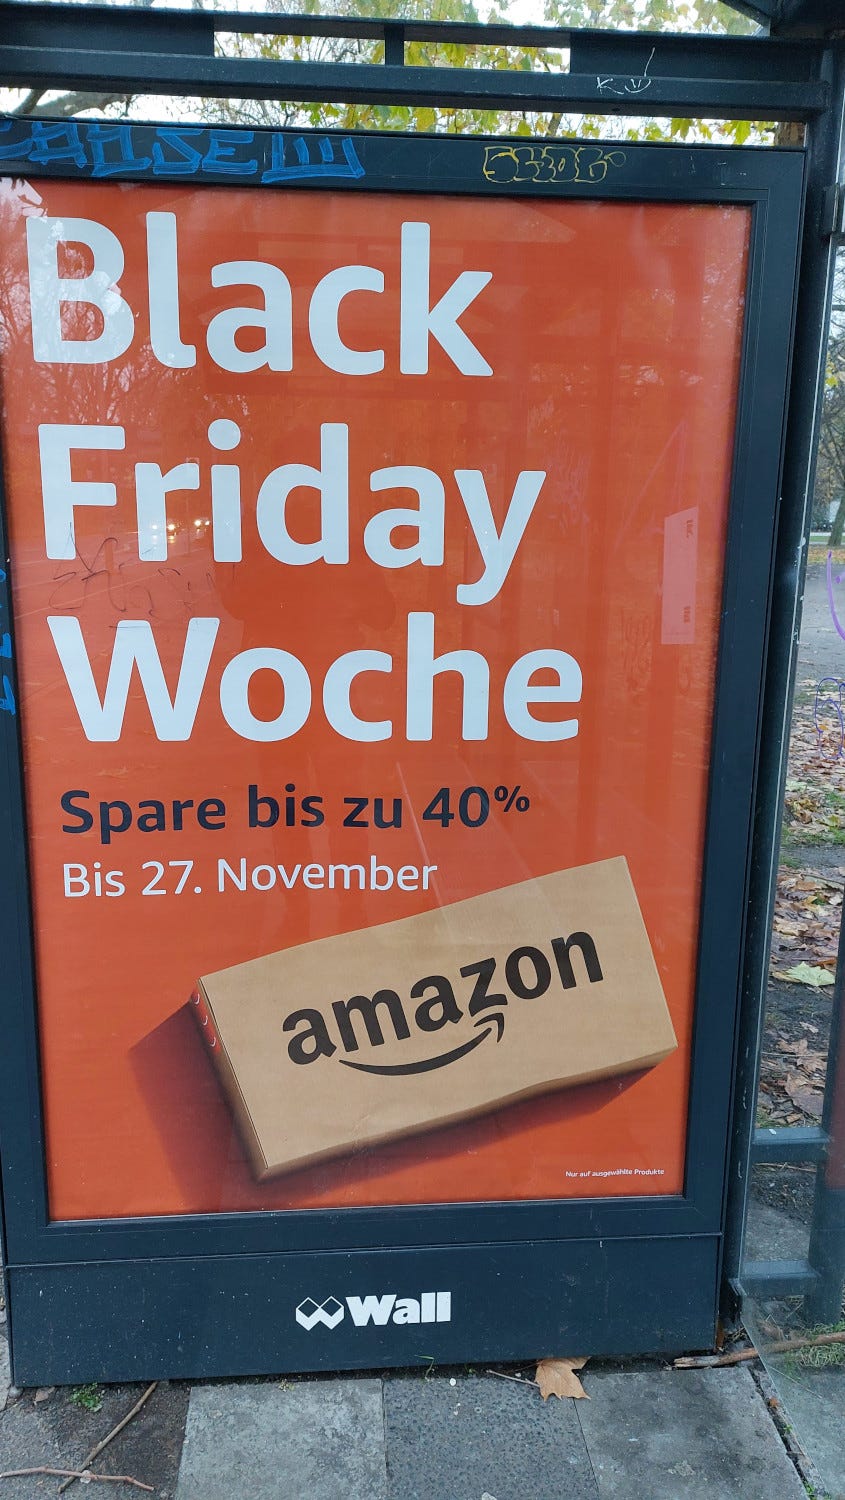 Black
Friday
Woche
Spare bis zu 40%
Bis 27. November
amazon
Nur auf ausgewählte Produkte
Wall